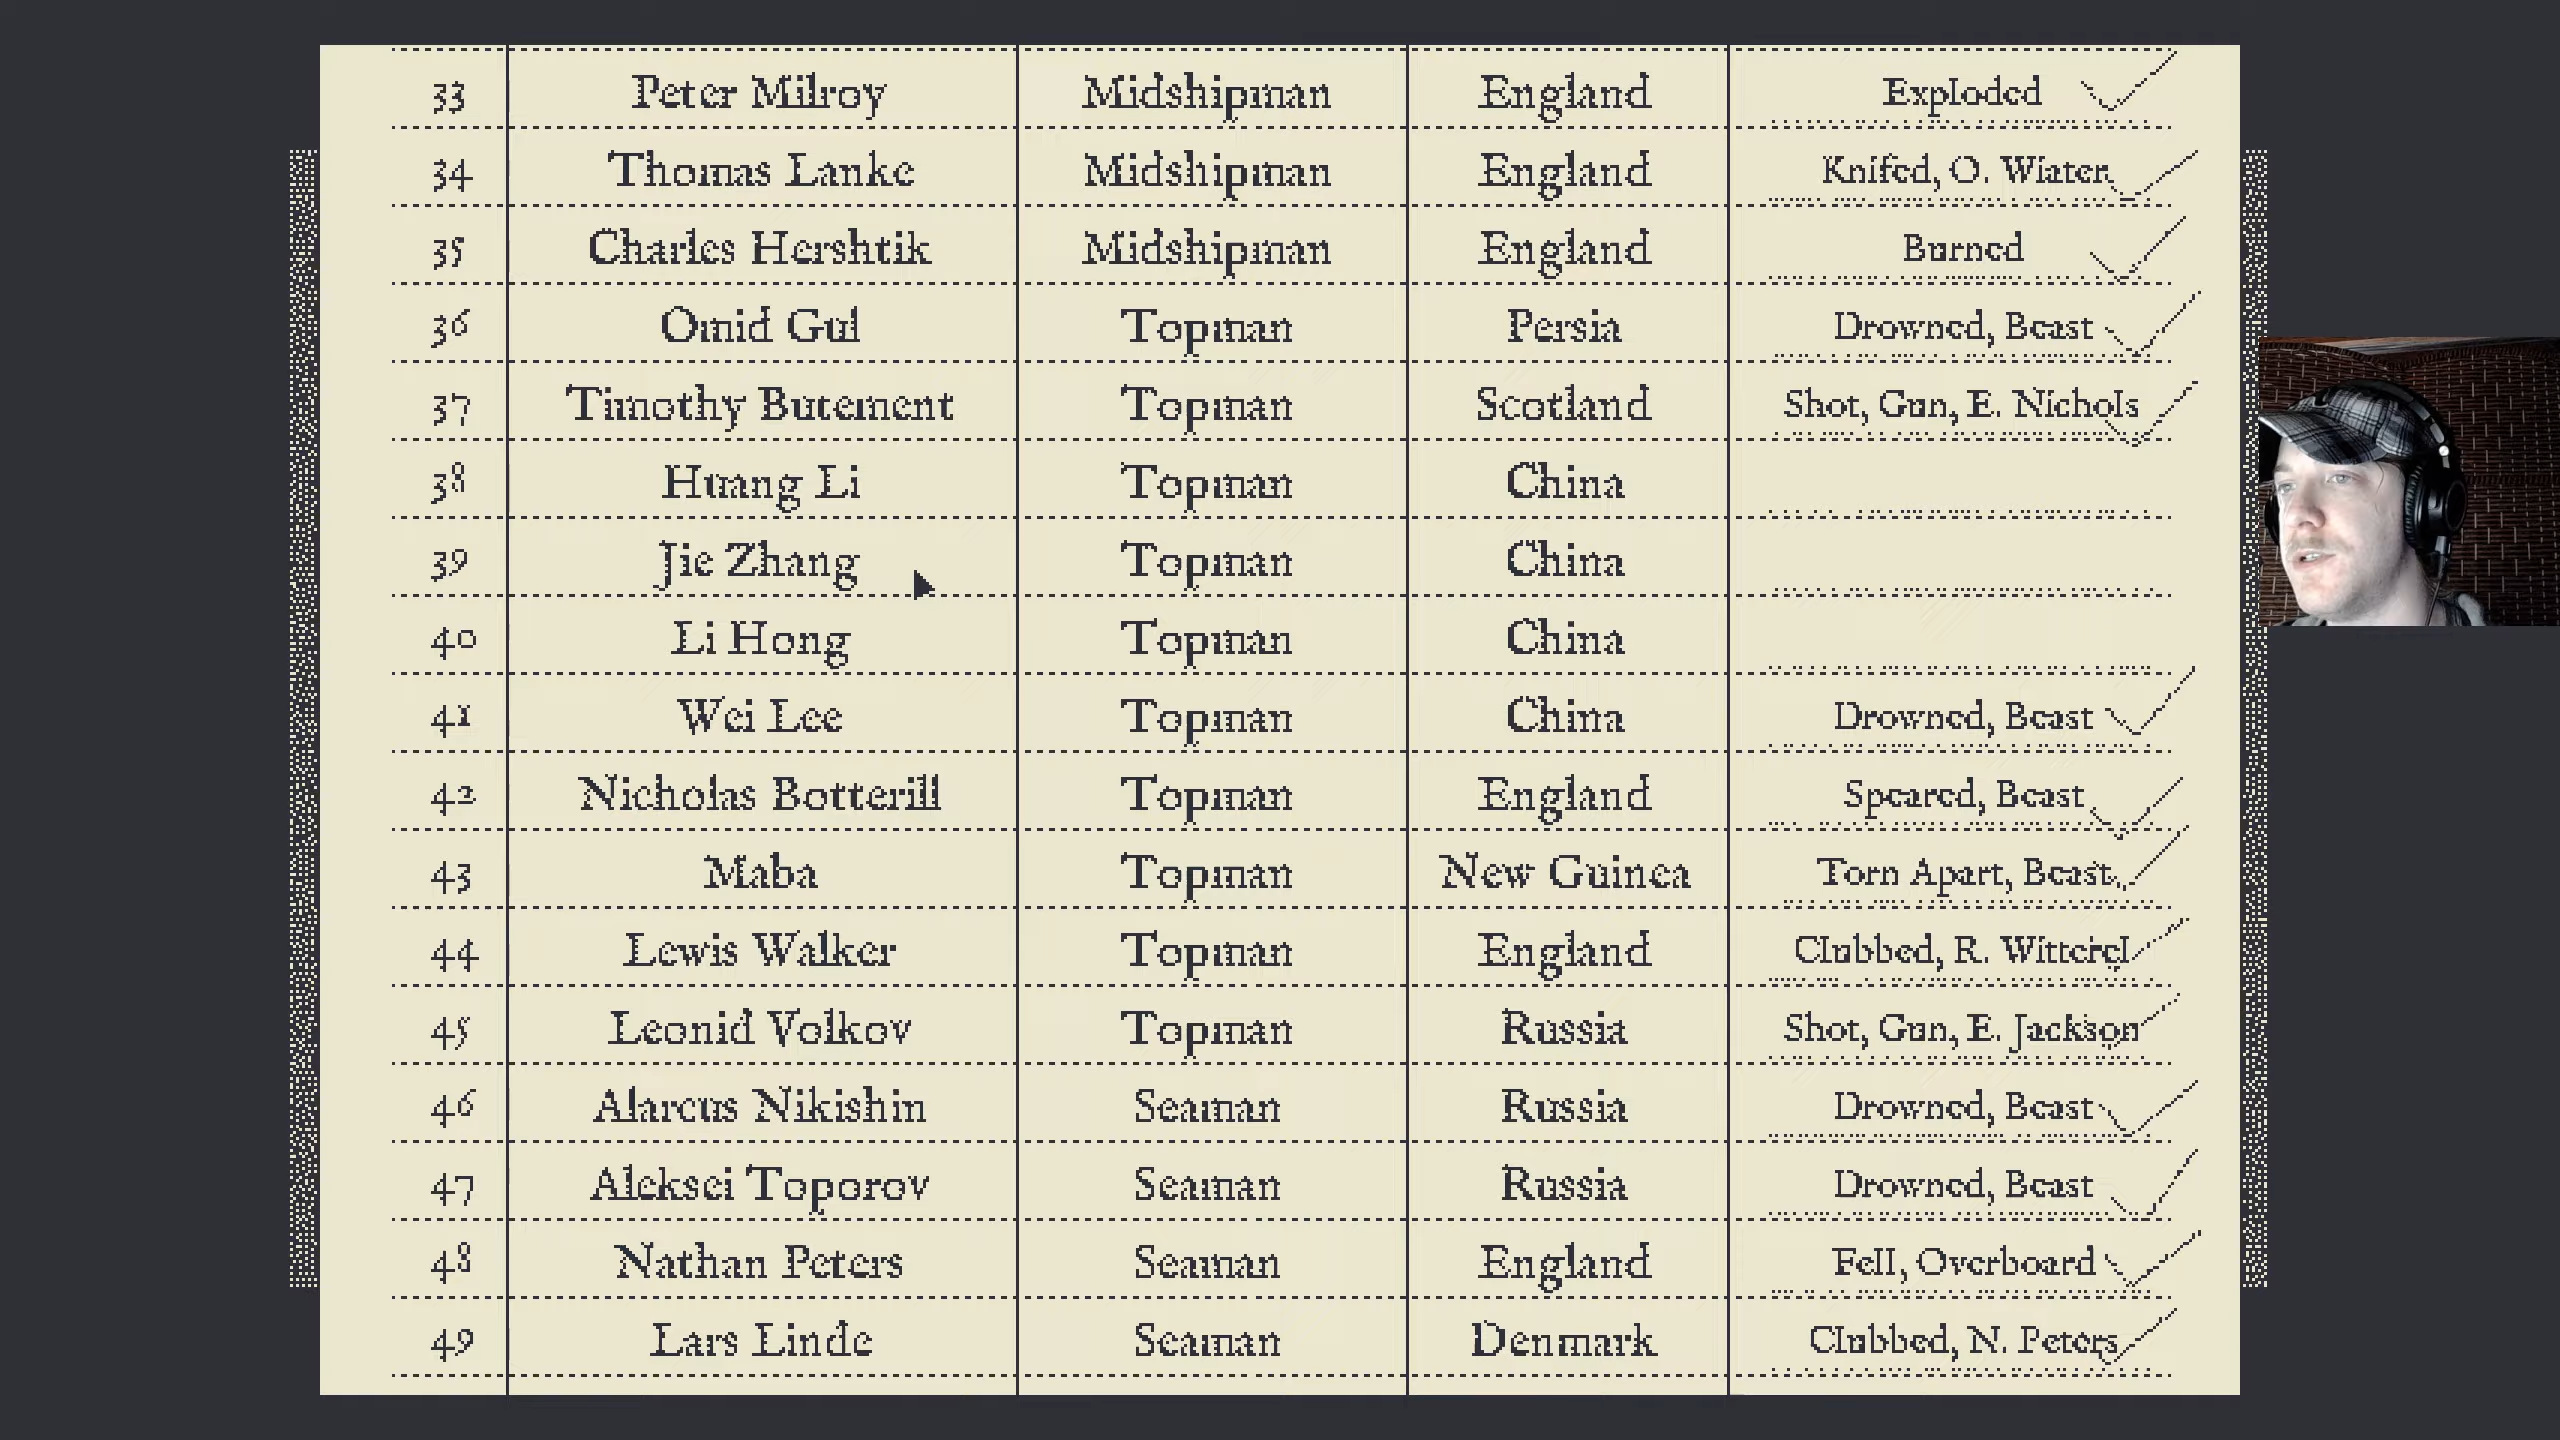 33 Peter Milroy Midshipman England Exploded
34 Thomas Lanke Midshipman England Knifed, O. Wiater
35 Charles Hershtik Midshipman England Burned
36 Omid Gul Topman Persia Drowned, Beast
37 Timothy Butement Topman Scotland Shot, Gun, E. Nichols
38 Huang Li Topman China
39 Jie Zhang Topman China
40 Li Hong Topman China
41 Wei Lee Topman China Drowned, Beast
42 Nicholas Botterill Topman England Speared, Beast
43 Maba Topman New Guinea Torn Apart, Beast
44 Lewis Walker Topman England Clubbed, R. Witterel
45 Leonid Volkov Topman Russia Shot, Gun, E. Jackson
46 Alarcus Nikishin Seaman Russia Drowned, Beast
47 Aleksei Toporov Seaman Russia Drowned, Beast
48 Nathan Peters Seaman England Fell, Overboard
49 Lars Linde Seaman Denmark Clubbed, N. Peters